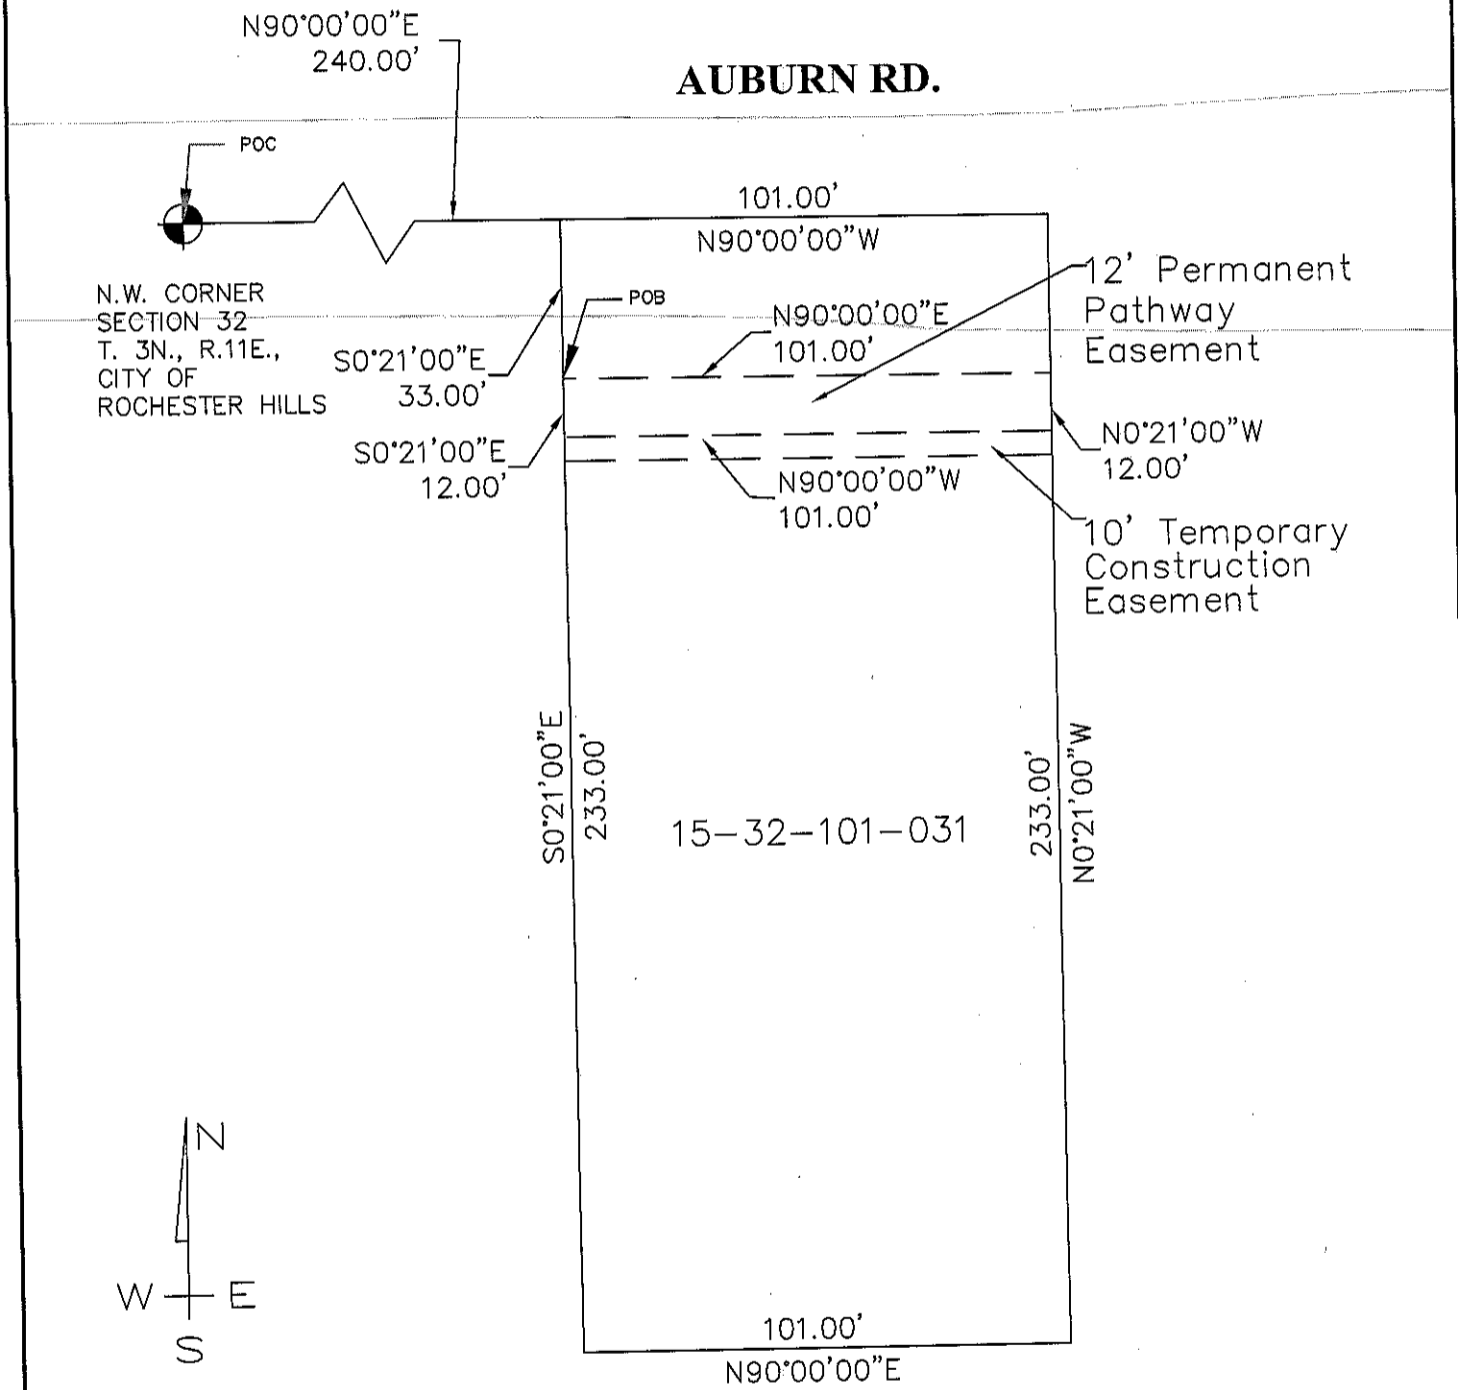 N90°00'00"E
240.00'
AUBURN RD.
POC
101.00'
N90°00'00"W
N.W. CORNER
SECTION 32
T. 3N., R.11E.,
CITY OF
ROCHESTER HILLS
POB
S0°21'00"E
33.00'
N90°00'00"E
101.00'
12' Permanent
Pathway
Easement
S0°21'00"E
12.00'
N90°00'00"W
101.00'
N0°21'00"W
12.00'
10' Temporary
Construction
Easement
S0°21'00"E
233.00'
15-32-101-031
233.00'
N0°21'00"W
N
W E
S
101.00'
N90°00'00"E